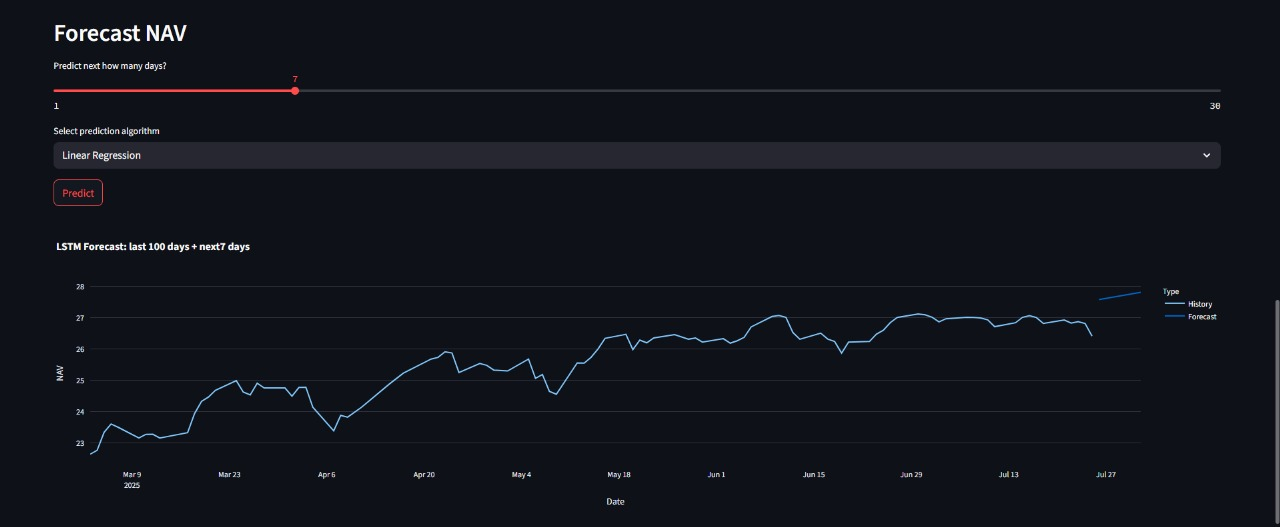 Forecast NAV
Predict next how many days?
7
1 30
Select prediction algorithm
Linear Regression
Predict
LSTM Forecast: last 100 days + next7 days
28
27
26
25
24
23
NAV
Mar 9 Mar 23 Apr 6 Apr 20 May 4 May 18 Jun 1 Jun 15 Jun 29 Jul 13 Jul 27
2025
Date
Type
History
Forecast